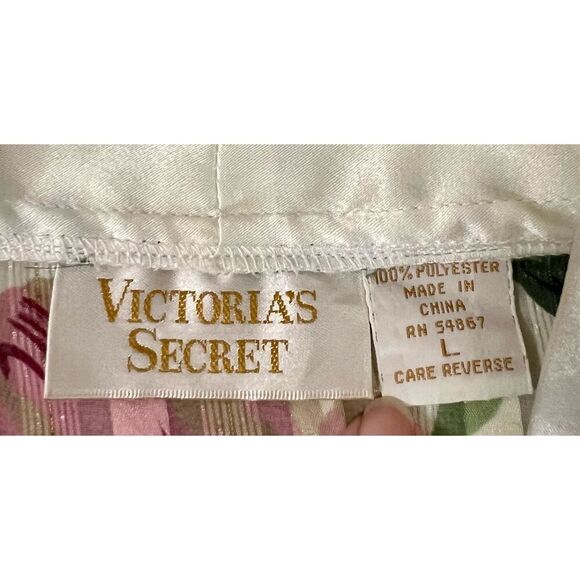 VICTORIA'S
SECRET
100% POLYESTER
MADE IN
CHINA
RN 54867
L
CARE REVERSE